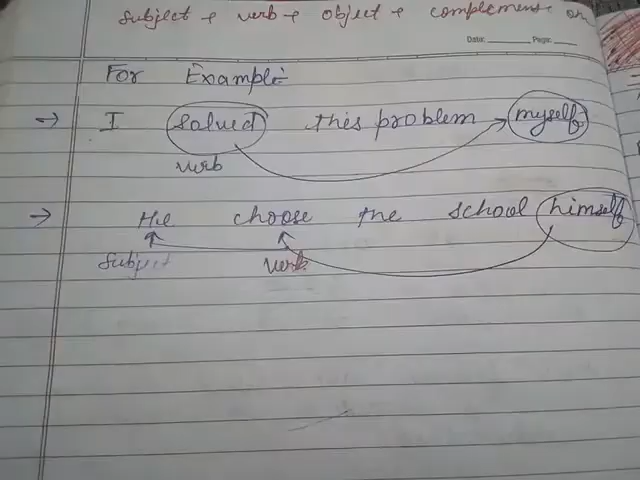 Subject + verb + object + complement on
Date: Page:
For Example
→ I solved this problem myself
verb
→ He choose the school himself
Subject verb